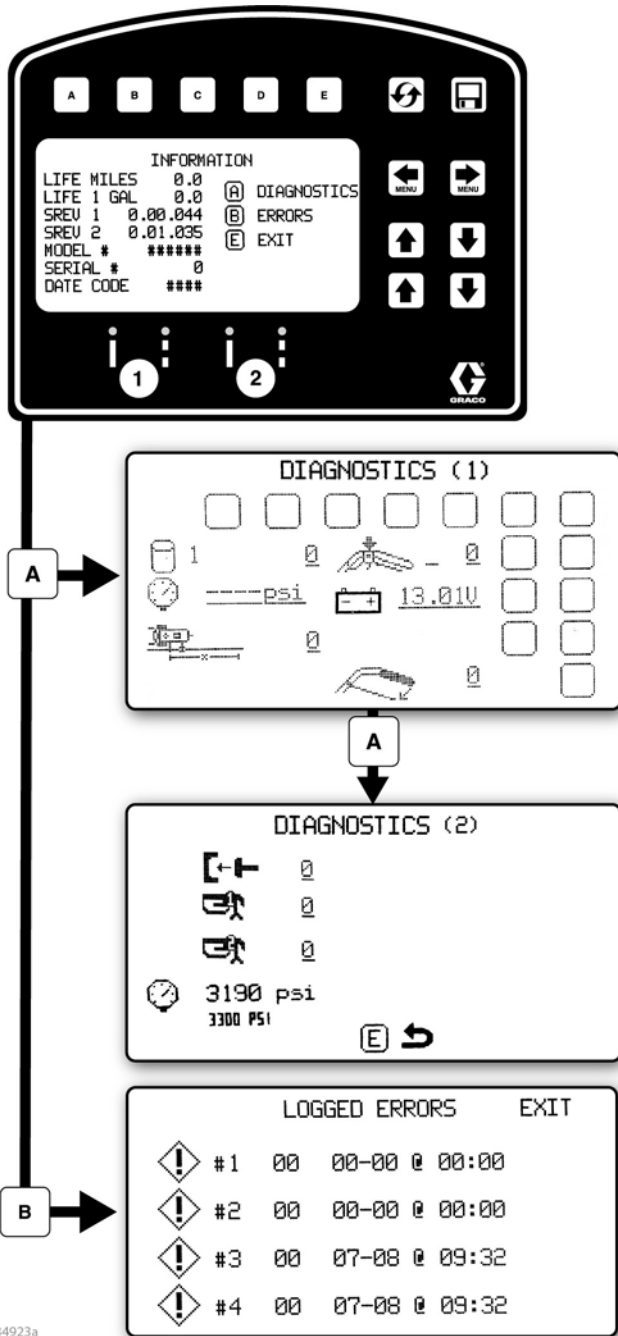 A B C D E
INFORMATION
LIFE MILES 0.0
LIFE 1 GAL 0.0
SREV 1 0.00.044
SREV 2 0.01.035
MODEL # ######
SERIAL # 0
DATE CODE ####
A DIAGNOSTICS
B ERRORS
E EXIT
MENU MENU
1 2
GRACO
A
DIAGNOSTICS (1)
1 0 _ 0
----psi - + 13.01V
x 0
0
A
DIAGNOSTICS (2)
0
0
0
3190 psi
3300 PSI
E
B
LOGGED ERRORS EXIT
! #1 00 00-00 @ 00:00
! #2 00 00-00 @ 00:00
! #3 00 07-08 @ 09:32
! #4 00 07-08 @ 09:32